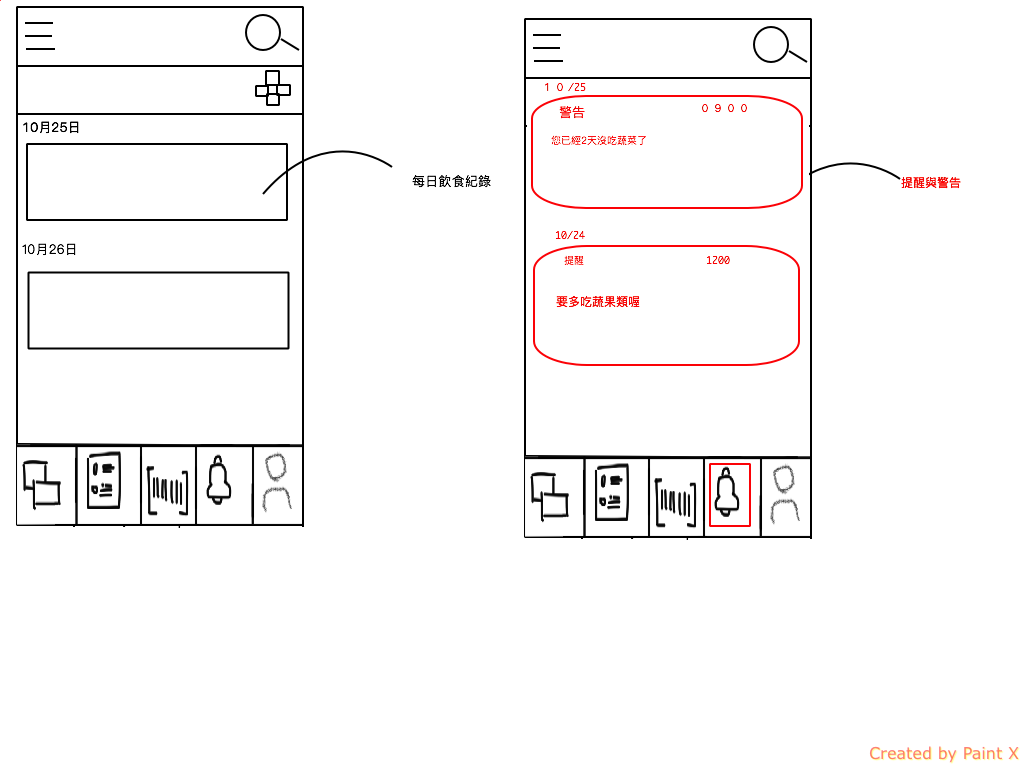 10月25日
每日飲食紀錄
10月26日
1 0 /25
警告 0 9 0 0
您已經2天沒吃蔬菜了
提醒與警告
10/24
提醒 1200
要多吃蔬果類喔
Created by Paint X